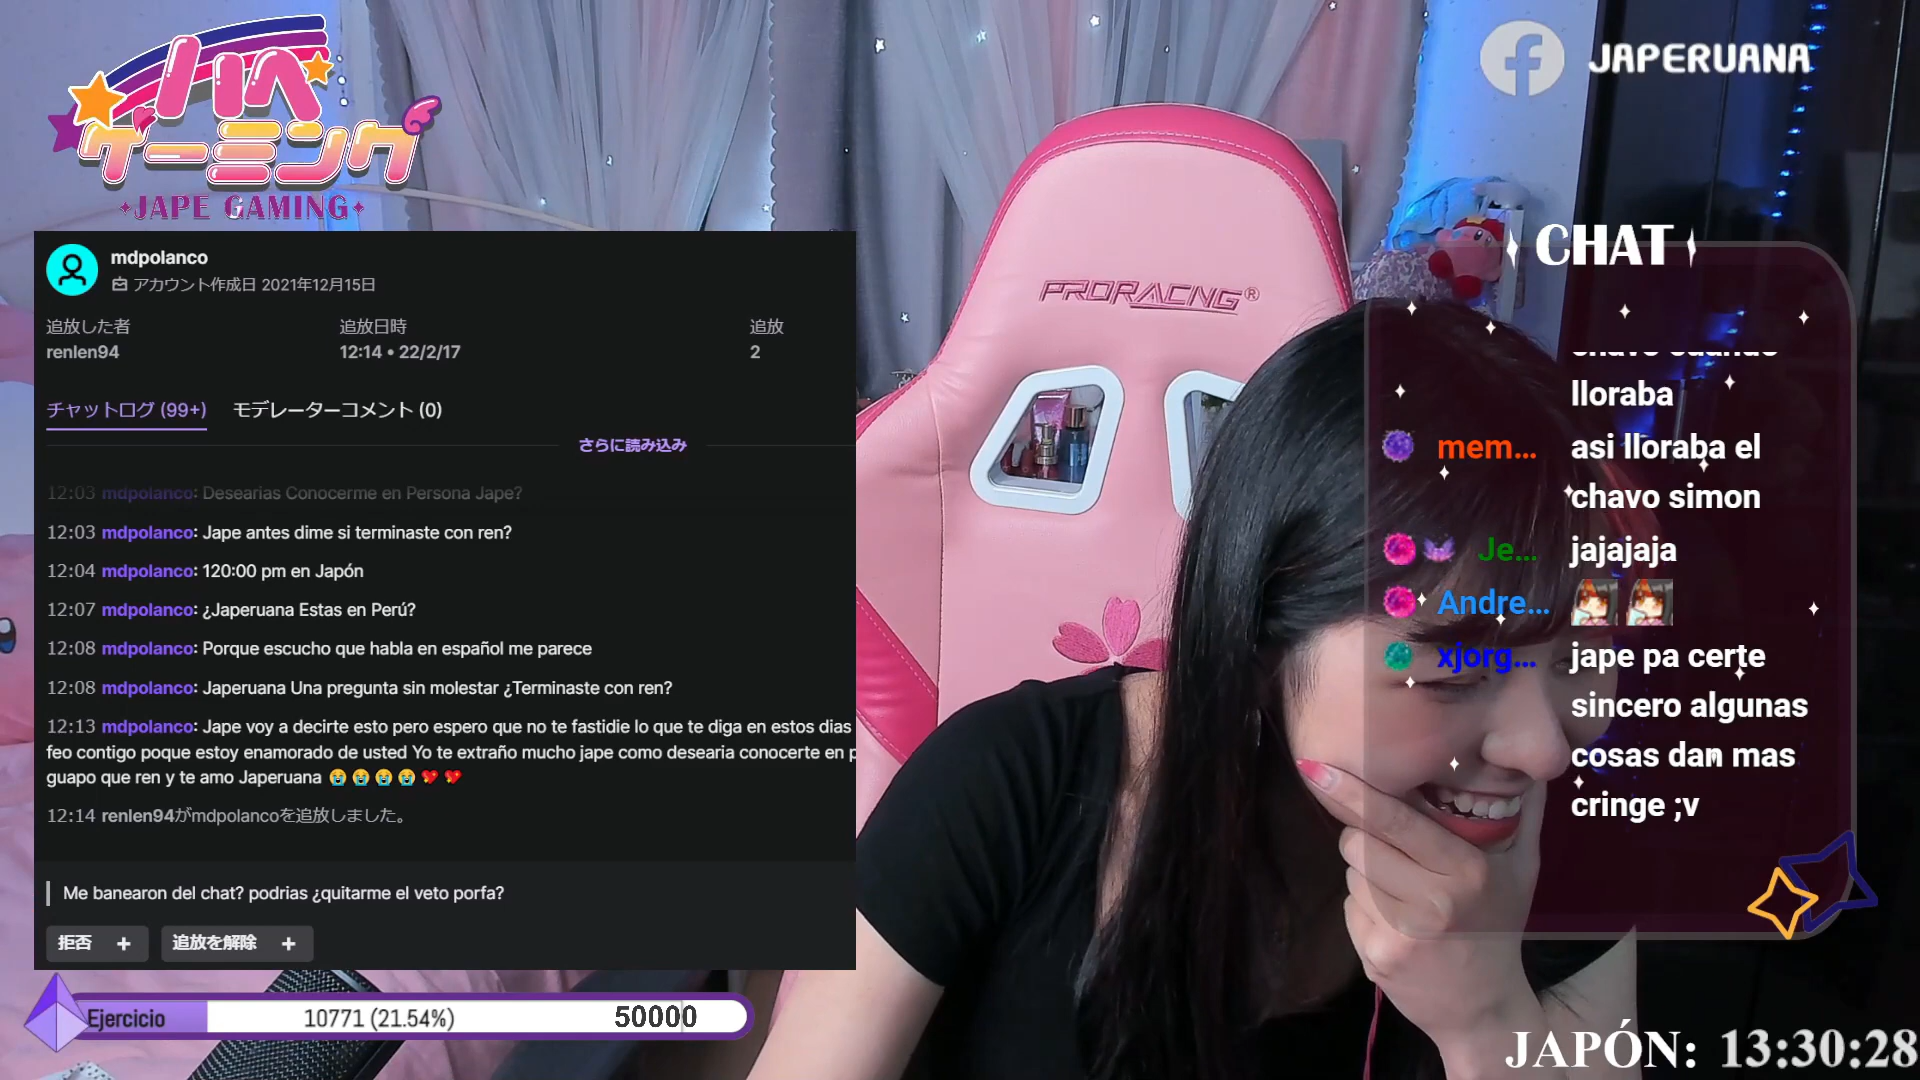 ハペ
ゲーミング
JAPE GAMING
JAPERUANA
PRORACNG®
mdpolanco
アカウント作成日 2021年12月15日
追放した者 追放日時 追放
renlen94 12:14 • 22/2/17 2
チャットログ (99+) モデレーターコメント (0)
さらに読み込み
12:03 mdpolanco: Desearias Conocerme en Persona Jape?
12:03 mdpolanco: Jape antes dime si terminaste con ren?
12:04 mdpolanco: 120:00 pm en Japón
12:07 mdpolanco: ¿Japeruana Estas en Perú?
12:08 mdpolanco: Porque escucho que habla en español me parece
12:08 mdpolanco: Japeruana Una pregunta sin molestar ¿Terminaste con ren?
12:13 mdpolanco: Jape voy a decirte esto pero espero que no te fastidie lo que te diga en estos dias
feo contigo poque estoy enamorado de usted Yo te extraño mucho jape como desearia conocerte en p
guapo que ren y te amo Japeruana 😭😭😭😭💖💖
12:14 renlen94がmdpolancoを追放しました。
Me banearon del chat? podrias ¿quitarme el veto porfa?
拒否 + 追放を解除 +
Ejercicio 10771 (21.54%) 50000
CHAT
lloraba
mem... asi lloraba el
chavo simon
Je... jajajaja
Andre...
xjorg... jape pa certe
sincero algunas
cosas dan mas
cringe ;v
JAPÓN: 13:30:28